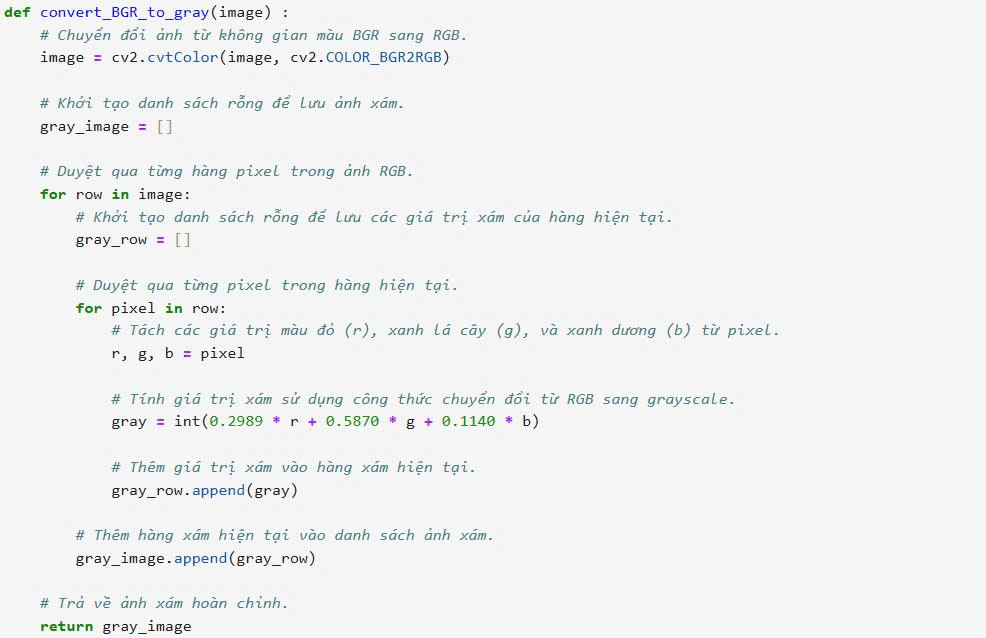 def convert_BGR_to_gray(image) :
    # Chuyển đổi ảnh từ không gian màu BGR sang RGB.
    image = cv2.cvtColor(image, cv2.COLOR_BGR2RGB)

    # Khởi tạo danh sách rỗng để lưu ảnh xám.
    gray_image = []

    # Duyệt qua từng hàng pixel trong ảnh RGB.
    for row in image:
        # Khởi tạo danh sách rỗng để lưu các giá trị xám của hàng hiện tại.
        gray_row = []

        # Duyệt qua từng pixel trong hàng hiện tại.
        for pixel in row:
            # Tách các giá trị màu đỏ (r), xanh lá cây (g), và xanh dương (b) từ pixel.
            r, g, b = pixel

            # Tính giá trị xám sử dụng công thức chuyển đổi từ RGB sang grayscale.
            gray = int(0.2989 * r + 0.5870 * g + 0.1140 * b)

            # Thêm giá trị xám vào hàng xám hiện tại.
            gray_row.append(gray)

        # Thêm hàng xám hiện tại vào danh sách ảnh xám.
        gray_image.append(gray_row)

    # Trả về ảnh xám hoàn chỉnh.
    return gray_image